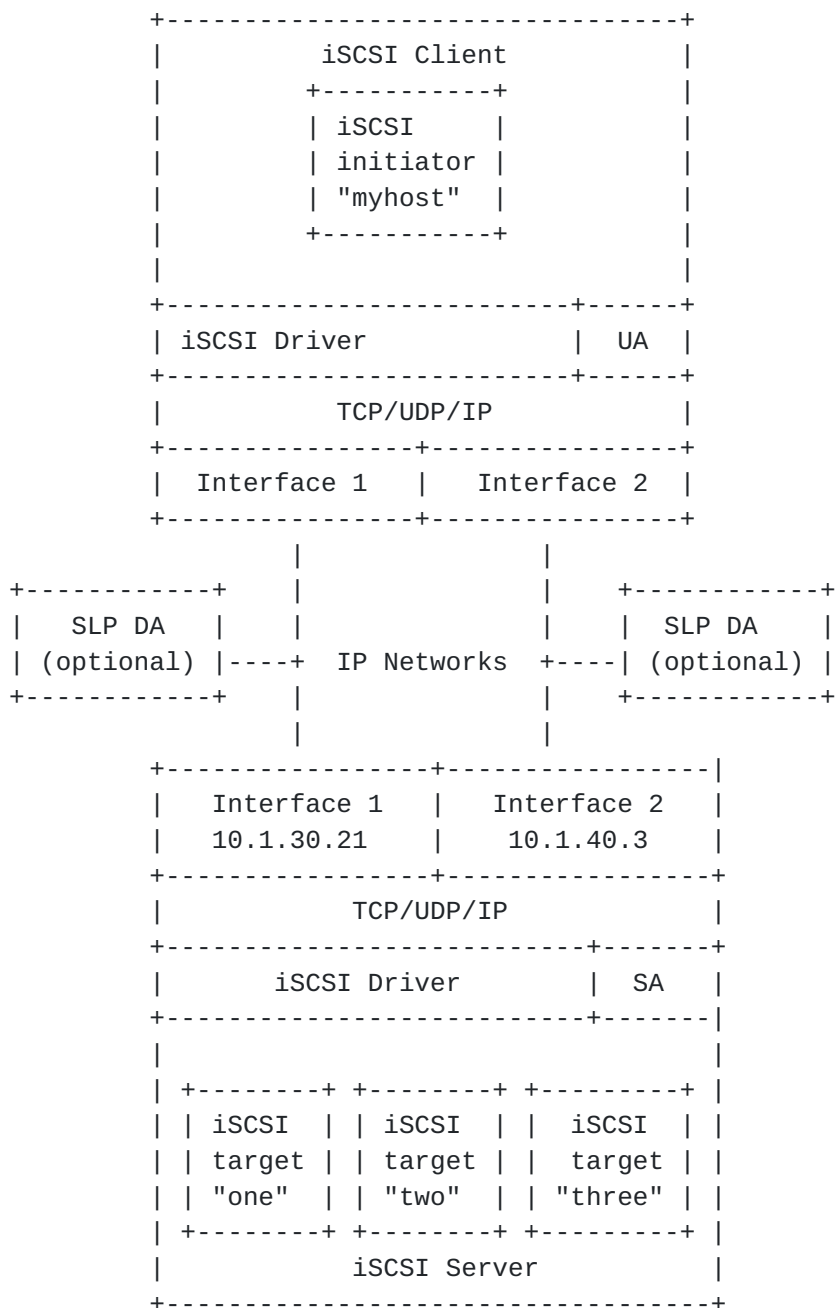 iSCSI Client
iSCSI
initiator
"myhost"
iSCSI Driver UA
TCP/UDP/IP
Interface 1 Interface 2
SLP DA SLP DA
(optional) IP Networks (optional)
Interface 1 Interface 2
10.1.30.21 10.1.40.3
TCP/UDP/IP
iSCSI Driver SA
iSCSI iSCSI iSCSI
target target target
"one" "two" "three"
iSCSI Server